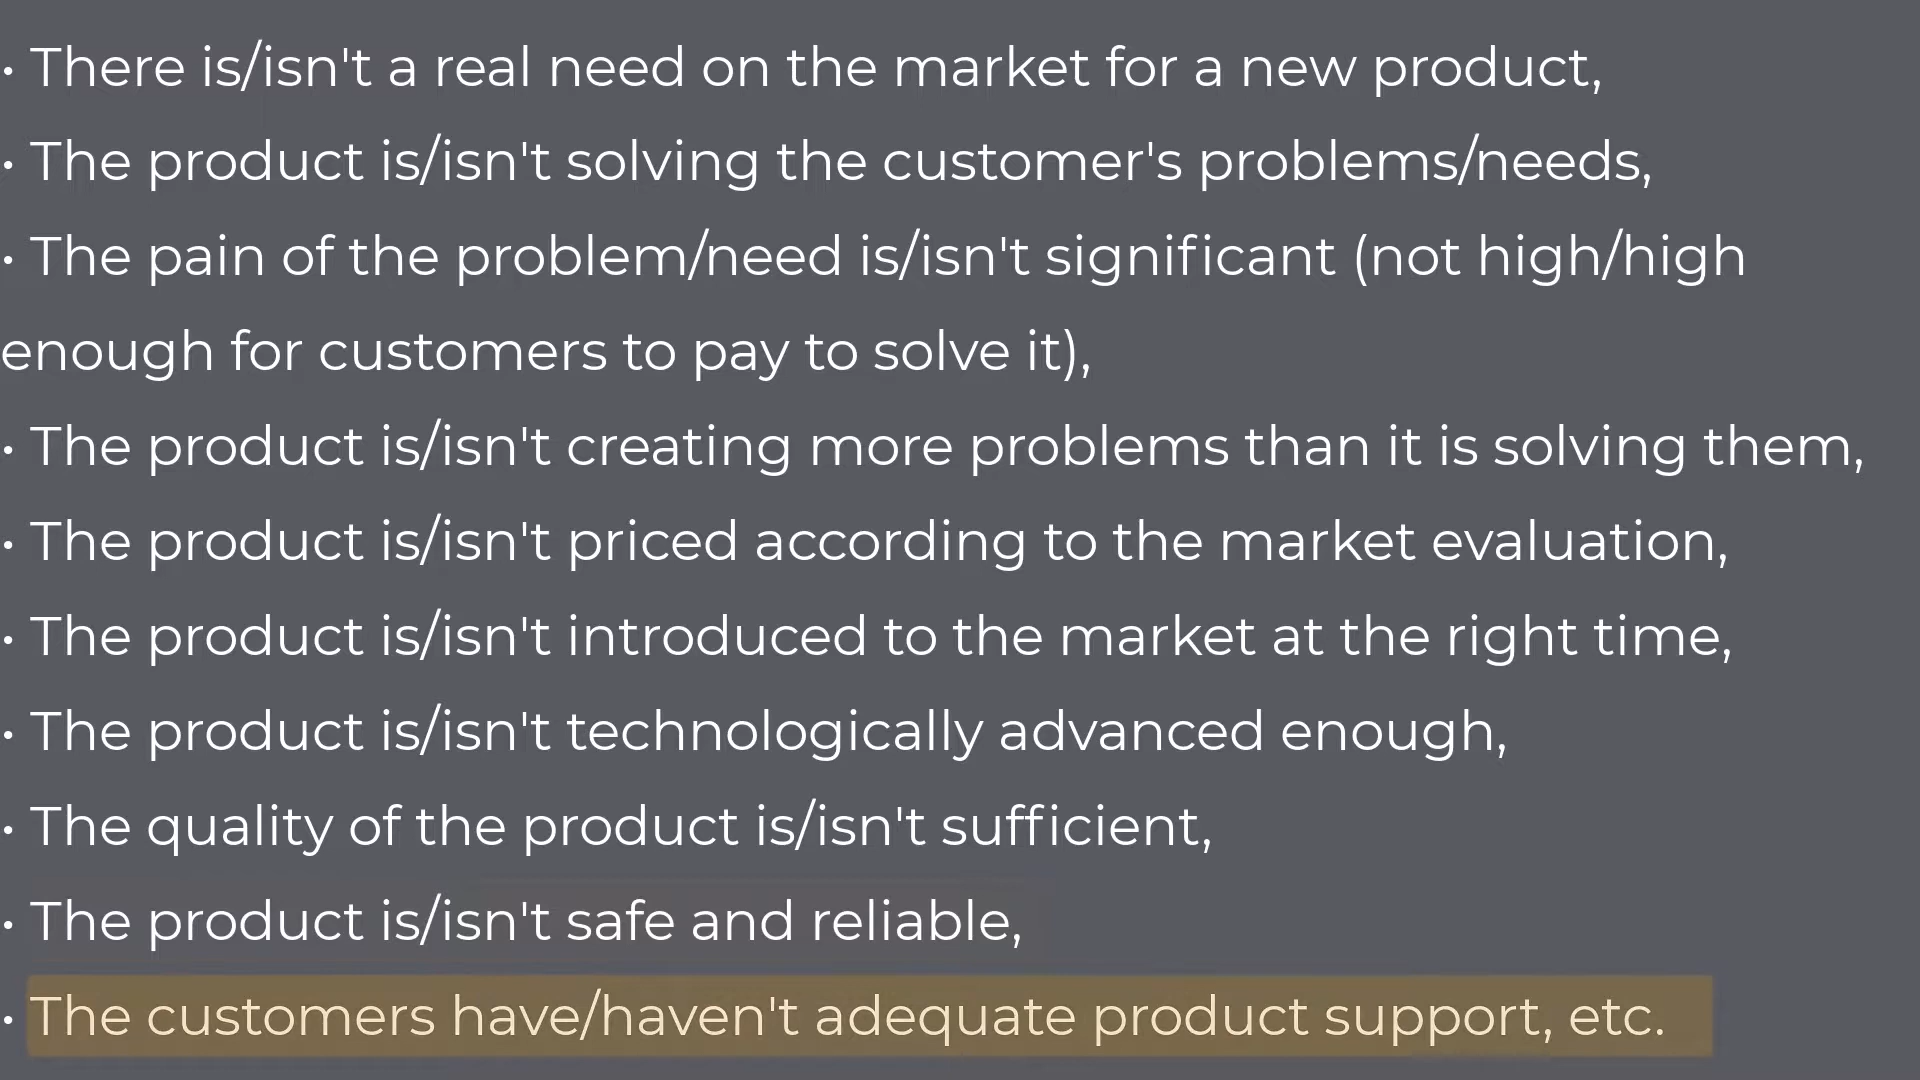 • There is/isn't a real need on the market for a new product,
• The product is/isn't solving the customer's problems/needs,
• The pain of the problem/need is/isn't significant (not high/high
enough for customers to pay to solve it),
• The product is/isn't creating more problems than it is solving them,
• The product is/isn't priced according to the market evaluation,
• The product is/isn't introduced to the market at the right time,
• The product is/isn't technologically advanced enough,
• The quality of the product is/isn't sufficient,
• The product is/isn't safe and reliable,
• The customers have/haven't adequate product support, etc.